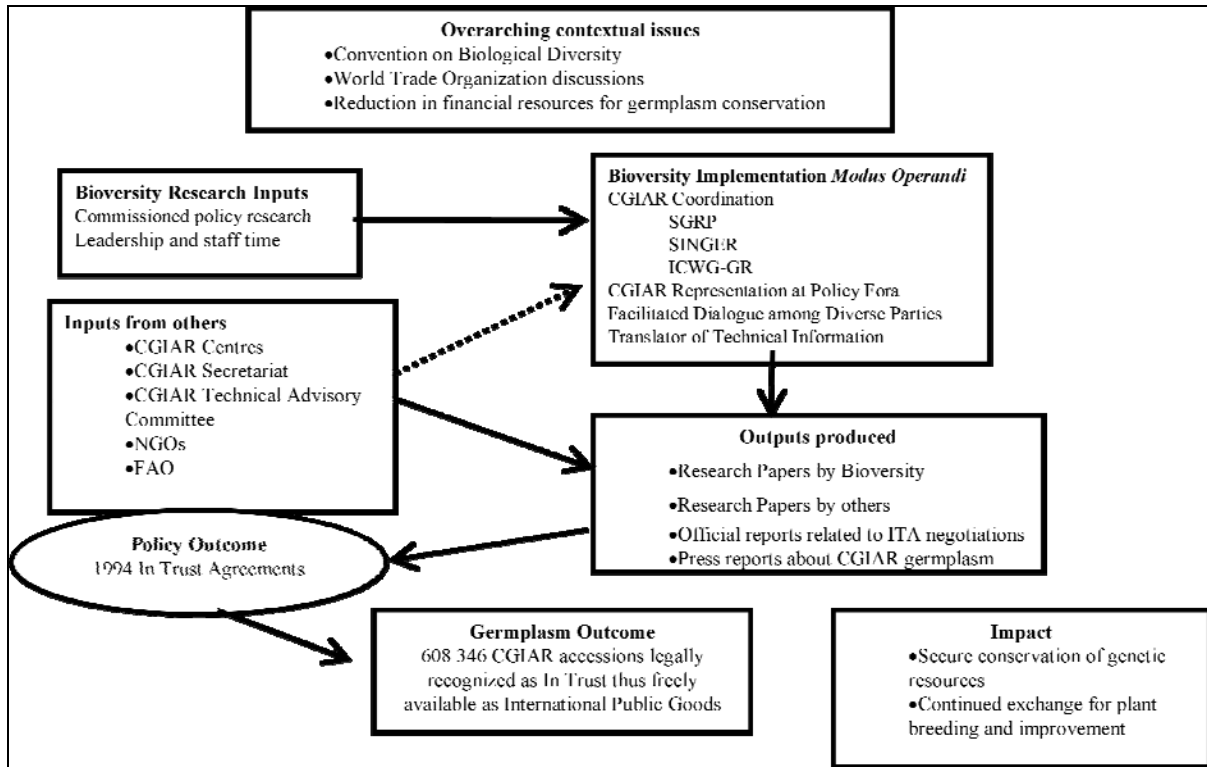 Overarching contextual issues
•Convention on Biological Diversity
•World Trade Organization discussions
•Reduction in financial resources for germplasm conservation
Bioversity Research Inputs
Commissioned policy research
Leadership and staff time
Bioversity Implementation Modus Operandi
CGIAR Coordination
SGRP
SINGER
ICWG-GR
CGIAR Representation at Policy Fora
Facilitated Dialogue among Diverse Parties
Translator of Technical Information
Inputs from others
•CGIAR Centres
•CGIAR Secretariat
•CGIAR Technical Advisory
Committee
•NGOs
•FAO
Outputs produced
•Research Papers by Bioversity
•Research Papers by others
•Official reports related to ITA negotiations
•Press reports about CGIAR germplasm
Policy Outcome
1994 In Trust Agreements
Germplasm Outcome
608 346 CGIAR accessions legally
recognized as In Trust thus freely
available as International Public Goods
Impact
•Secure conservation of genetic
resources
•Continued exchange for plant
breeding and improvement